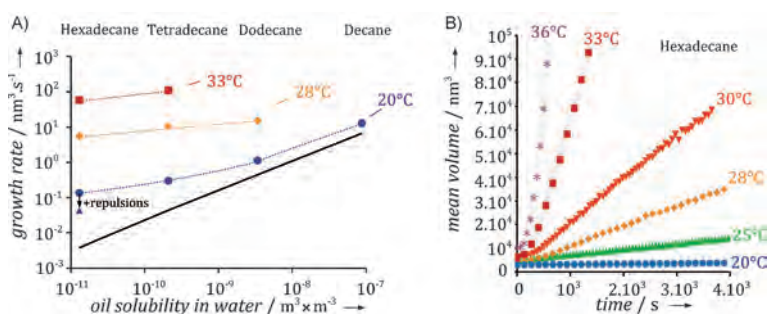 A)
Hexadecane Tetradecane Dodecane Decane
growth rate / nm³.s⁻¹
10³
10²
10¹
10⁰
10⁻¹
10⁻²
10⁻³
33°C
28°C
20°C
+repulsions
10⁻¹¹ 10⁻¹⁰ 10⁻⁹ 10⁻⁸ 10⁻⁷
oil solubility in water / m³×m⁻³
B)
mean volume / nm³
10⁵
9.10⁴
8.10⁴
7.10⁴
6.10⁴
5.10⁴
4.10⁴
3.10⁴
2.10⁴
10⁴
0
36°C
33°C
Hexadecane
30°C
28°C
25°C
20°C
0 10³ 2.10³ 3.10³ 4.10³
time / s